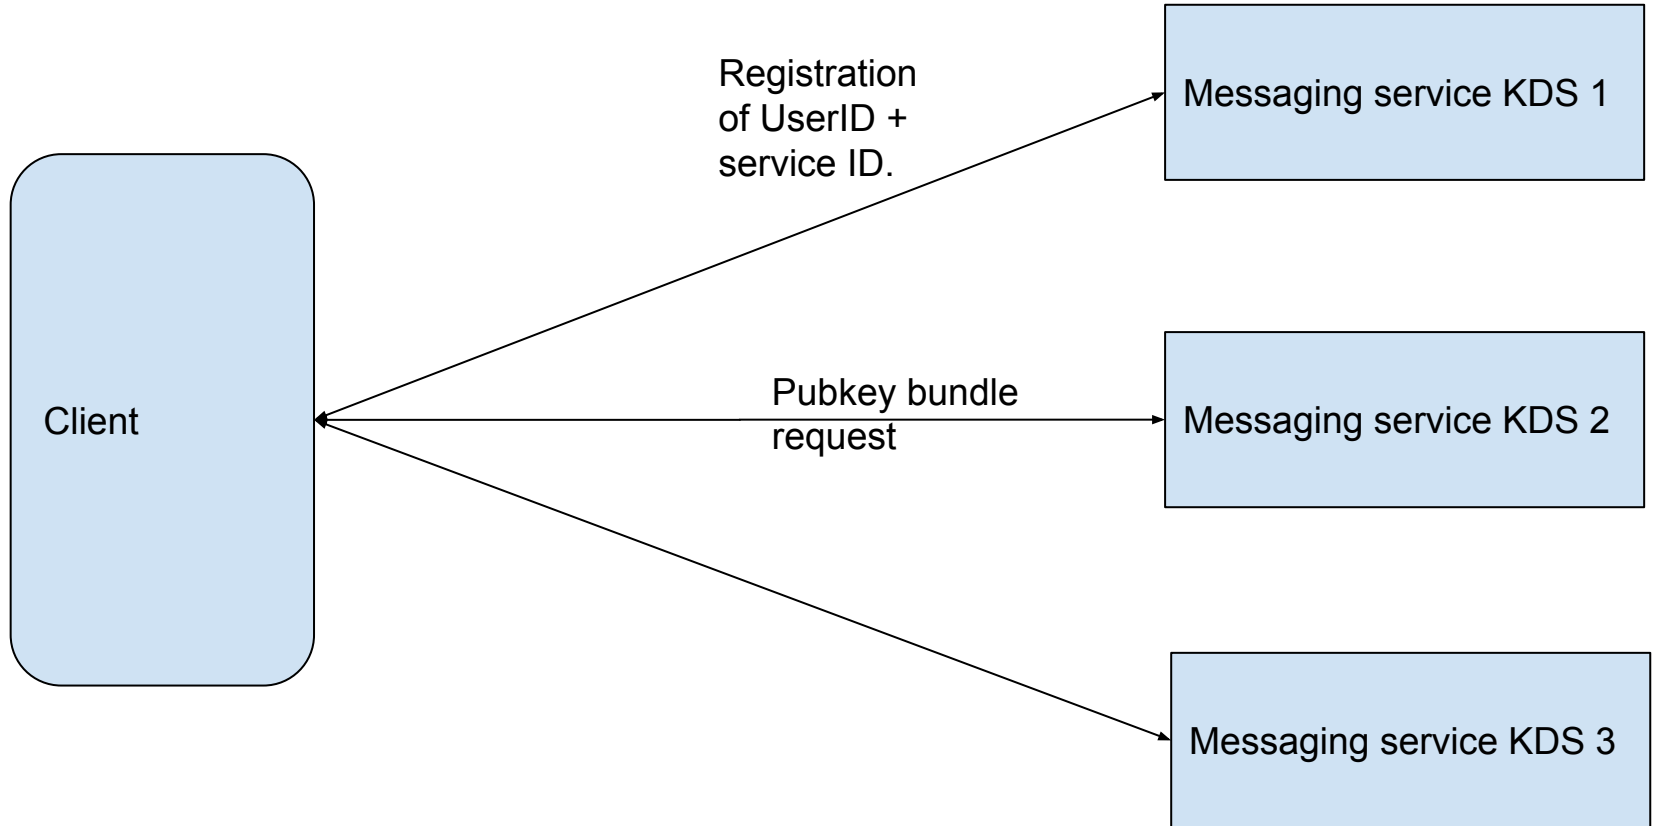 Registration
of UserID +
service ID.
Messaging service KDS 1
Client
Pubkey bundle
request
Messaging service KDS 2
Messaging service KDS 3